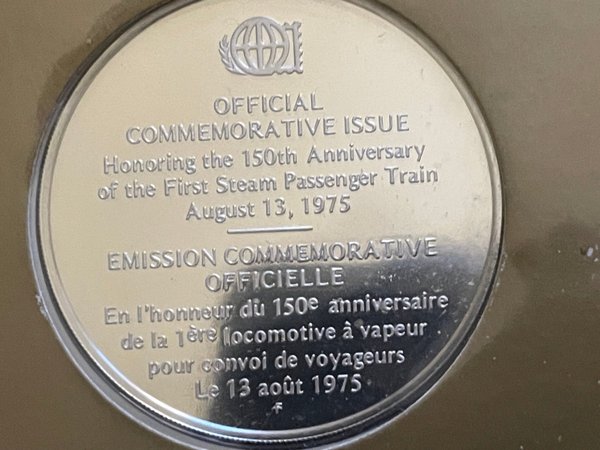 OFFICIAL
COMMEMORATIVE ISSUE
Honoring the 150th Anniversary
of the First Steam Passenger Train
August 13, 1975
EMISSION COMMEMORATIVE
OFFICIELLE
En l'honneur du 150e anniversaire
de la 1ère locomotive à vapeur
pour convoi de voyageurs
Le 13 août 1975
F